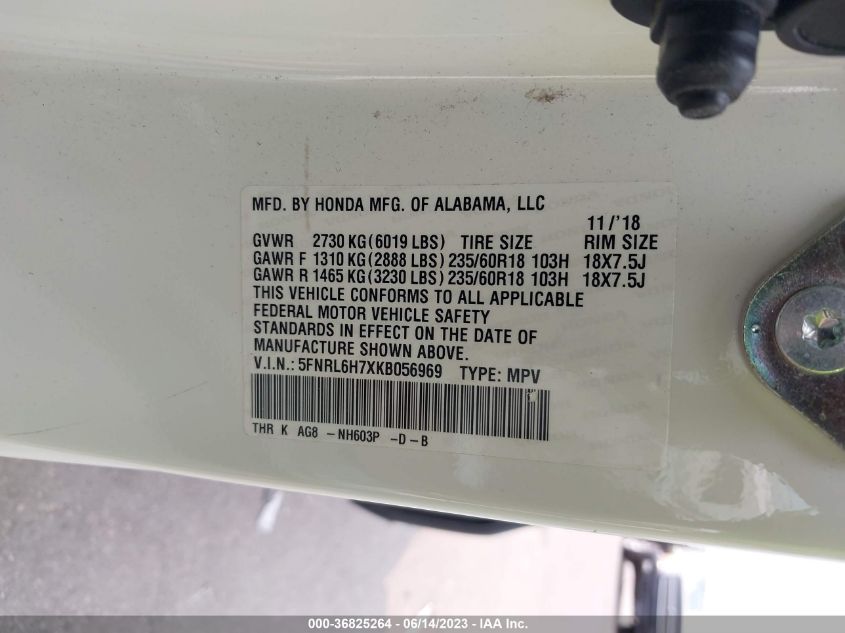 MFD. BY HONDA MFG. OF ALABAMA, LLC
11/'18
GVWR 2730 KG(6019 LBS) TIRE SIZE RIM SIZE
GAWR F 1310 KG(2888 LBS) 235/60R18 103H 18X7.5J
GAWR R 1465 KG(3230 LBS) 235/60R18 103H 18X7.5J
THIS VEHICLE CONFORMS TO ALL APPLICABLE
FEDERAL MOTOR VEHICLE SAFETY
STANDARDS IN EFFECT ON THE DATE OF
MANUFACTURE SHOWN ABOVE.
V.I.N.: 5FNRL6H7XKB056969 TYPE: MPV
THR K AG8 -NH603P -D-B
000-36825264 - 06/14/2023 - IAAI.com